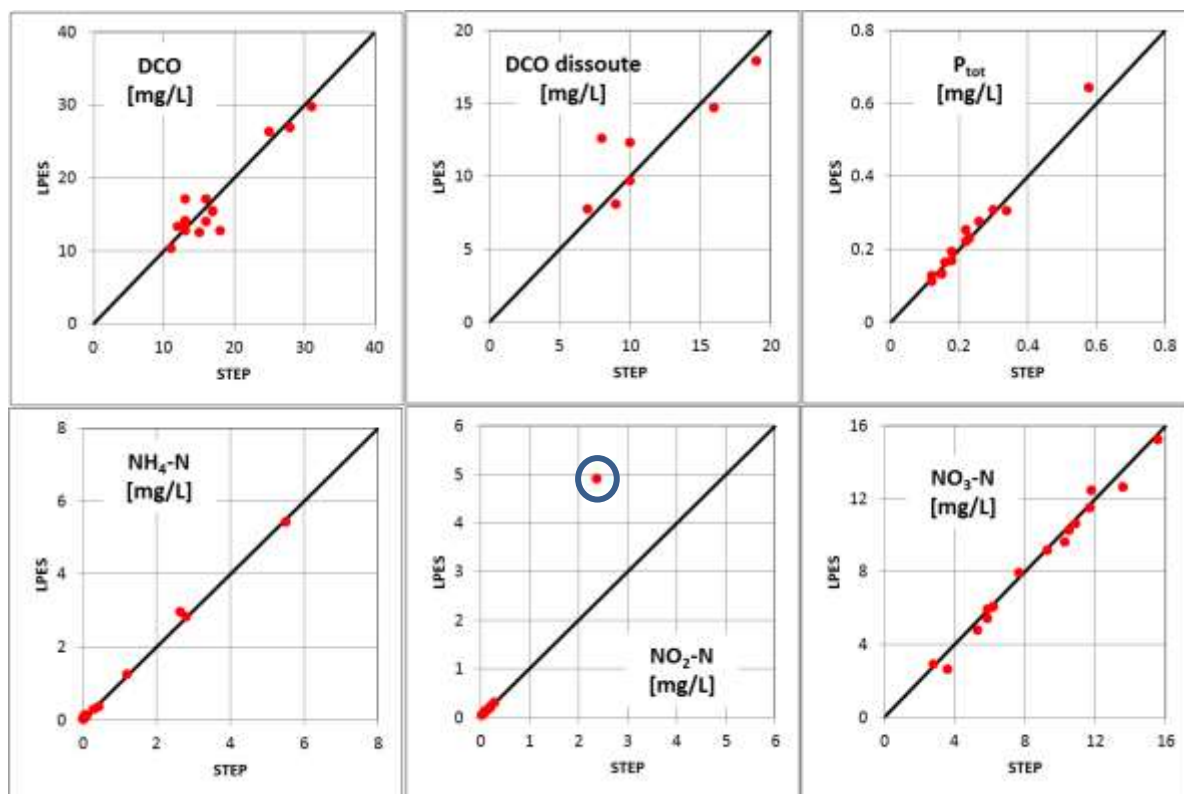 40
30
20
10
0
DCO
[mg/L]
LPES
0 10 20 30 40
STEP
20
15
10
5
0
DCO dissoute
[mg/L]
LPES
0 5 10 15 20
STEP
0.8
0.6
0.4
0.2
0
P_tot
[mg/L]
LPES
0 0.2 0.4 0.6 0.8
STEP
8
6
4
2
0
NH₄-N
[mg/L]
LPES
0 2 4 6 8
STEP
6
5
4
3
2
1
0
NO₂-N
[mg/L]
LPES
0 1 2 3 4 5 6
STEP
16
12
8
4
0
NO₃-N
[mg/L]
LPES
0 4 8 12 16
STEP